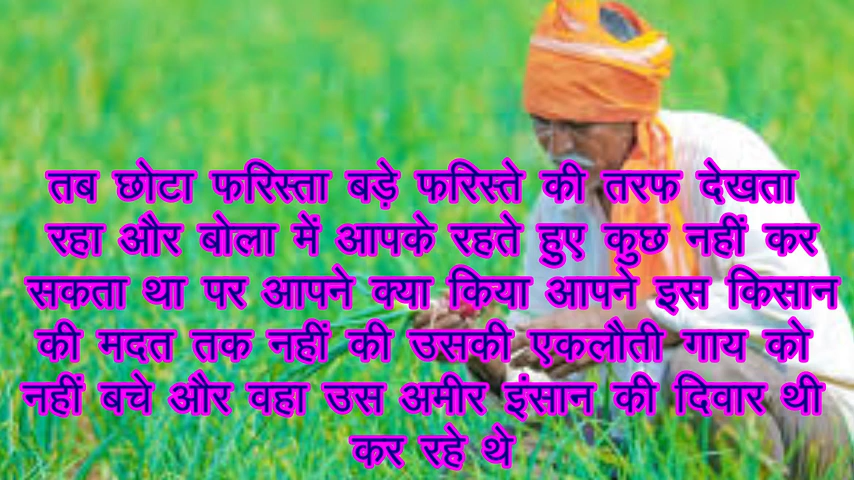 तब छोटा फरिस्ता बड़े फरिस्ते की तरफ देखता
रहा और बोला में आपके रहते हुए कुछ नहीं कर
सकता था पर आपने क्या किया आपने इस किसान
की मदत तक नहीं की उसकी एकलौती गाय को
नहीं बचे और वहा उस अमीर इंसान की दिवार थी
कर रहे थे